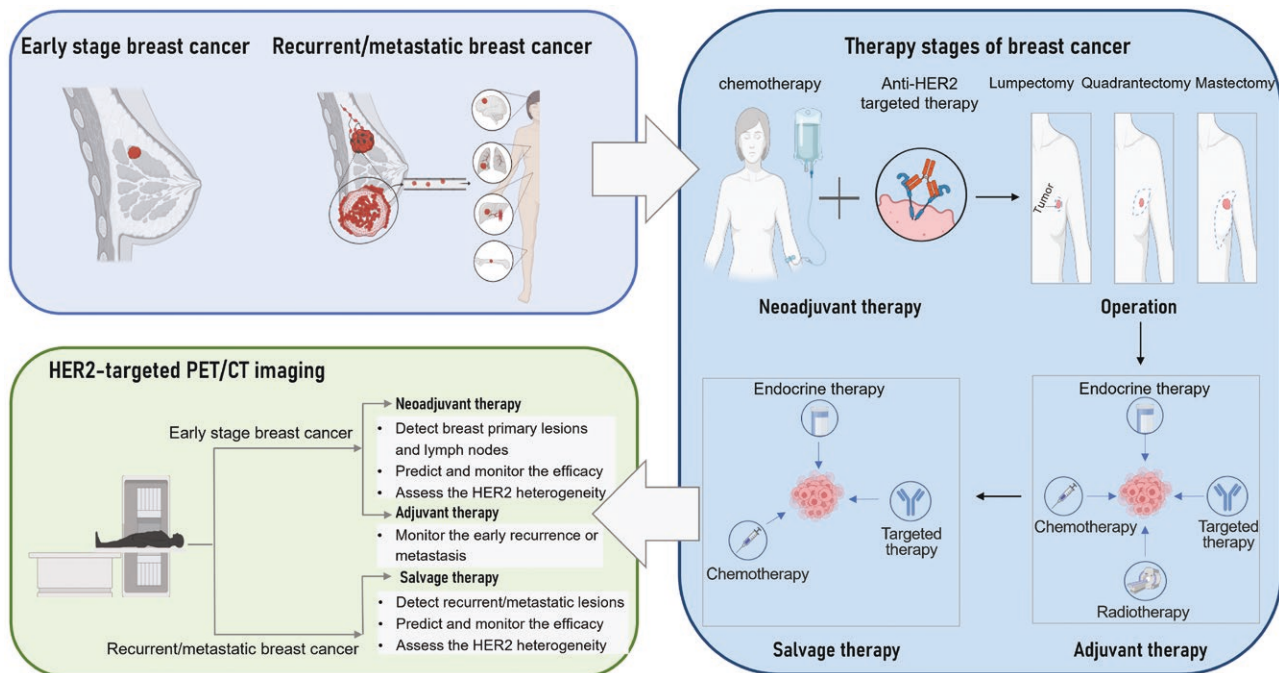 Early stage breast cancer
Recurrent/metastatic breast cancer
Therapy stages of breast cancer
chemotherapy
Anti-HER2
targeted therapy
Lumpectomy
Quadrantectomy
Mastectomy
Tumor
Neoadjuvant therapy
Operation
Endocrine therapy
Chemotherapy
Targeted
therapy
Salvage therapy
Endocrine therapy
Chemotherapy
Targeted
therapy
Radiotherapy
Adjuvant therapy
HER2-targeted PET/CT imaging
Early stage breast cancer
Neoadjuvant therapy
• Detect breast primary lesions
and lymph nodes
• Predict and monitor the efficacy
• Assess the HER2 heterogeneity
Adjuvant therapy
• Monitor the early recurrence or
metastasis
Recurrent/metastatic breast cancer
Salvage therapy
• Detect recurrent/metastatic lesions
• Predict and monitor the efficacy
• Assess the HER2 heterogeneity